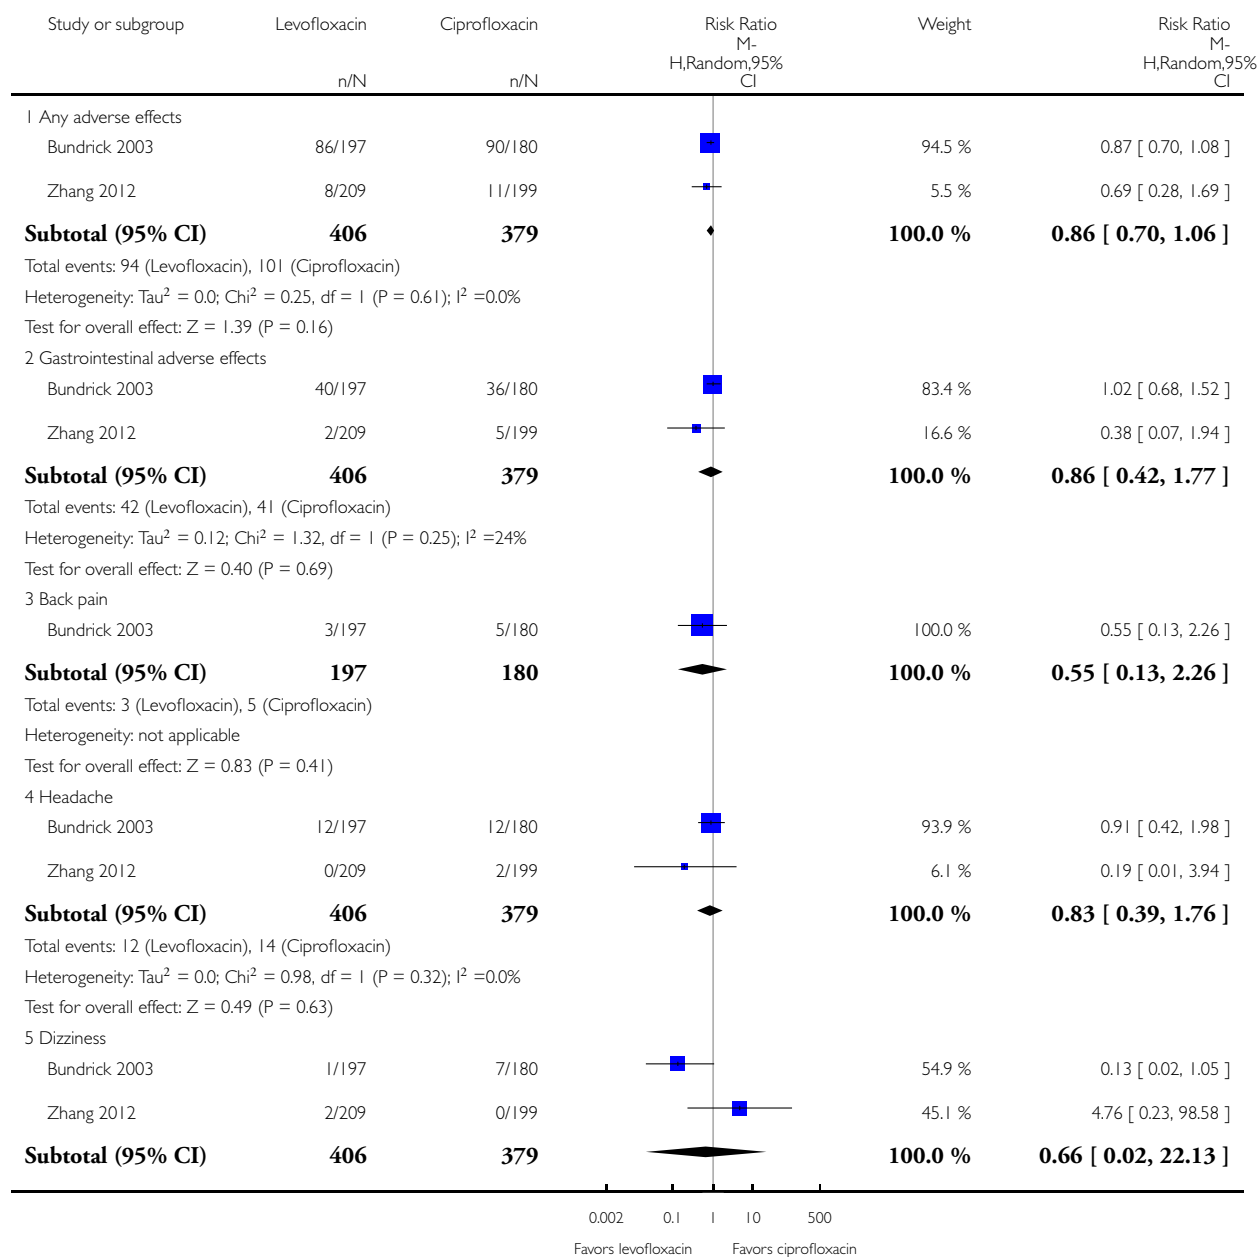 Study or subgroup Levofloxacin Ciprofloxacin Risk Ratio Weight Risk Ratio
M- M-
H,Random,95% H,Random,95%
n/N n/N CI CI
1 Any adverse effects
Bundrick 2003 86/197 90/180 94.5 % 0.87 [ 0.70, 1.08 ]
Zhang 2012 8/209 11/199 5.5 % 0.69 [ 0.28, 1.69 ]
Subtotal (95% CI) 406 379 100.0 % 0.86 [ 0.70, 1.06 ]
Total events: 94 (Levofloxacin), 101 (Ciprofloxacin)
Heterogeneity: Tau² = 0.0; Chi² = 0.25, df = 1 (P = 0.61); I² =0.0%
Test for overall effect: Z = 1.39 (P = 0.16)
2 Gastrointestinal adverse effects
Bundrick 2003 40/197 36/180 83.4 % 1.02 [ 0.68, 1.52 ]
Zhang 2012 2/209 5/199 16.6 % 0.38 [ 0.07, 1.94 ]
Subtotal (95% CI) 406 379 100.0 % 0.86 [ 0.42, 1.77 ]
Total events: 42 (Levofloxacin), 41 (Ciprofloxacin)
Heterogeneity: Tau² = 0.12; Chi² = 1.32, df = 1 (P = 0.25); I² =24%
Test for overall effect: Z = 0.40 (P = 0.69)
3 Back pain
Bundrick 2003 3/197 5/180 100.0 % 0.55 [ 0.13, 2.26 ]
Subtotal (95% CI) 197 180 100.0 % 0.55 [ 0.13, 2.26 ]
Total events: 3 (Levofloxacin), 5 (Ciprofloxacin)
Heterogeneity: not applicable
Test for overall effect: Z = 0.83 (P = 0.41)
4 Headache
Bundrick 2003 12/197 12/180 93.9 % 0.91 [ 0.42, 1.98 ]
Zhang 2012 0/209 2/199 6.1 % 0.19 [ 0.01, 3.94 ]
Subtotal (95% CI) 406 379 100.0 % 0.83 [ 0.39, 1.76 ]
Total events: 12 (Levofloxacin), 14 (Ciprofloxacin)
Heterogeneity: Tau² = 0.0; Chi² = 0.98, df = 1 (P = 0.32); I² =0.0%
Test for overall effect: Z = 0.49 (P = 0.63)
5 Dizziness
Bundrick 2003 1/197 7/180 54.9 % 0.13 [ 0.02, 1.05 ]
Zhang 2012 2/209 0/199 45.1 % 4.76 [ 0.23, 98.58 ]
Subtotal (95% CI) 406 379 100.0 % 0.66 [ 0.02, 22.13 ]
0.002 0.1 1 10 500
Favors levofloxacin Favors ciprofloxacin